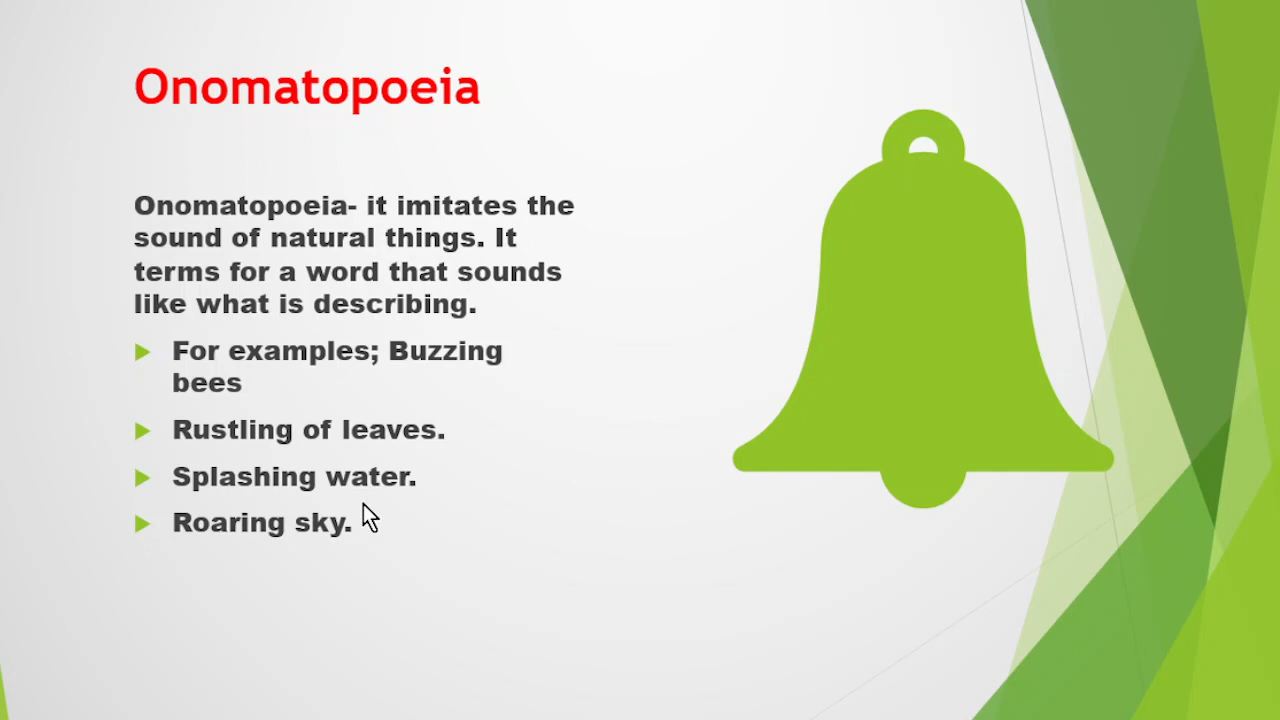 Onomatopoeia
Onomatopoeia- it imitates the
sound of natural things. It
terms for a word that sounds
like what is describing.
For examples; Buzzing
bees
Rustling of leaves.
Splashing water.
Roaring sky.